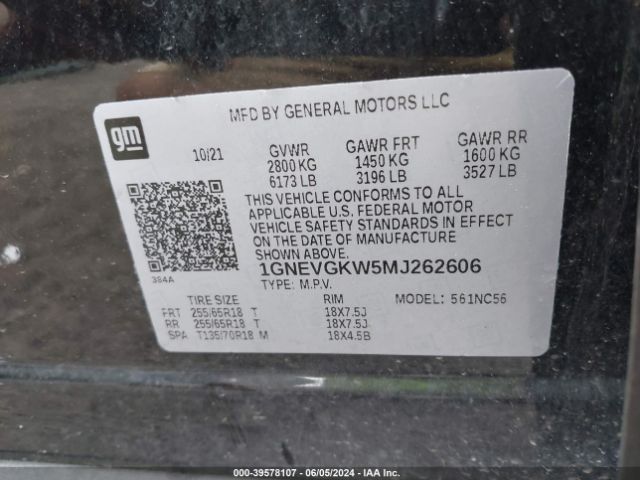 MFD BY GENERAL MOTORS LLC
gm
10/21
GVWR GAWR FRT GAWR RR
2800 KG 1450 KG 1600 KG
6173 LB 3196 LB 3527 LB
THIS VEHICLE CONFORMS TO ALL
APPLICABLE U.S. FEDERAL MOTOR
VEHICLE SAFETY STANDARDS IN EFFECT
ON THE DATE OF MANUFACTURE
SHOWN ABOVE.
384A
1GNEVGKW5MJ262606
TYPE: M.P.V.
MODEL: 561NC56
TIRE SIZE RIM
FRT 255/65R18 T 18X7.5J
RR 255/65R18 T 18X7.5J
SPA T135/70R18 M 18X4.5B
000-39578107 - 06/05/2024 - IAA Inc.